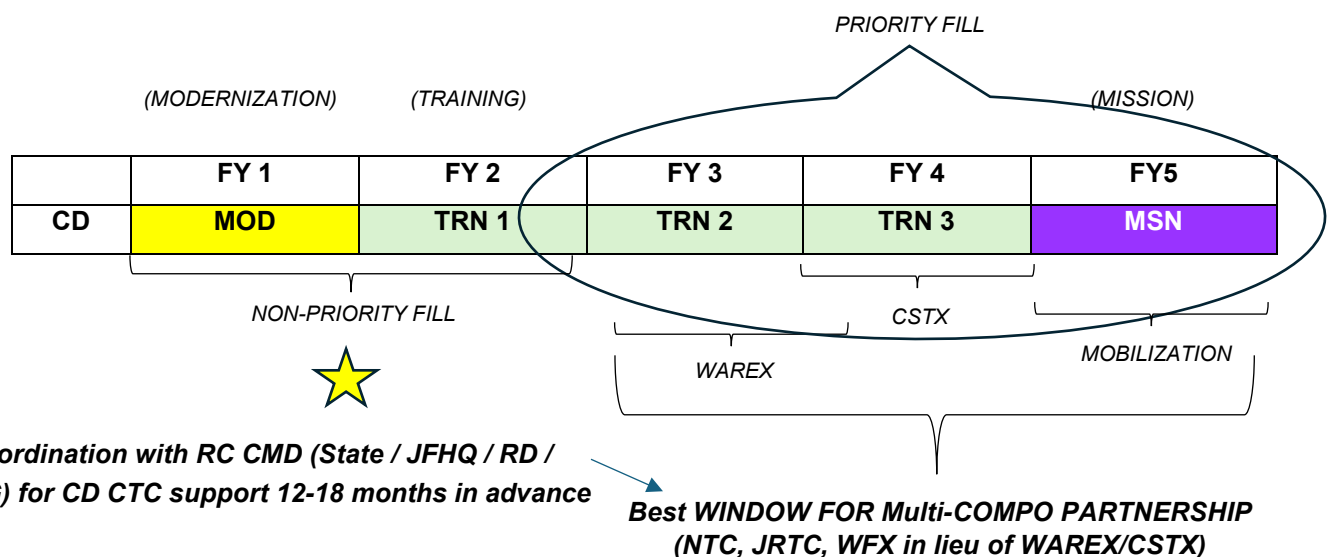 PRIORITY FILL
(MODERNIZATION) (TRAINING) (MISSION)
FY 1 FY 2 FY 3 FY 4 FY5
CD MOD TRN 1 TRN 2 TRN 3 MSN
NON-PRIORITY FILL
CSTX
WAREX
MOBILIZATION
ordination with RC CMD (State / JFHQ / RD /
) for CD CTC support 12-18 months in advance
Best WINDOW FOR Multi-COMPO PARTNERSHIP
(NTC, JRTC, WFX in lieu of WAREX/CSTX)